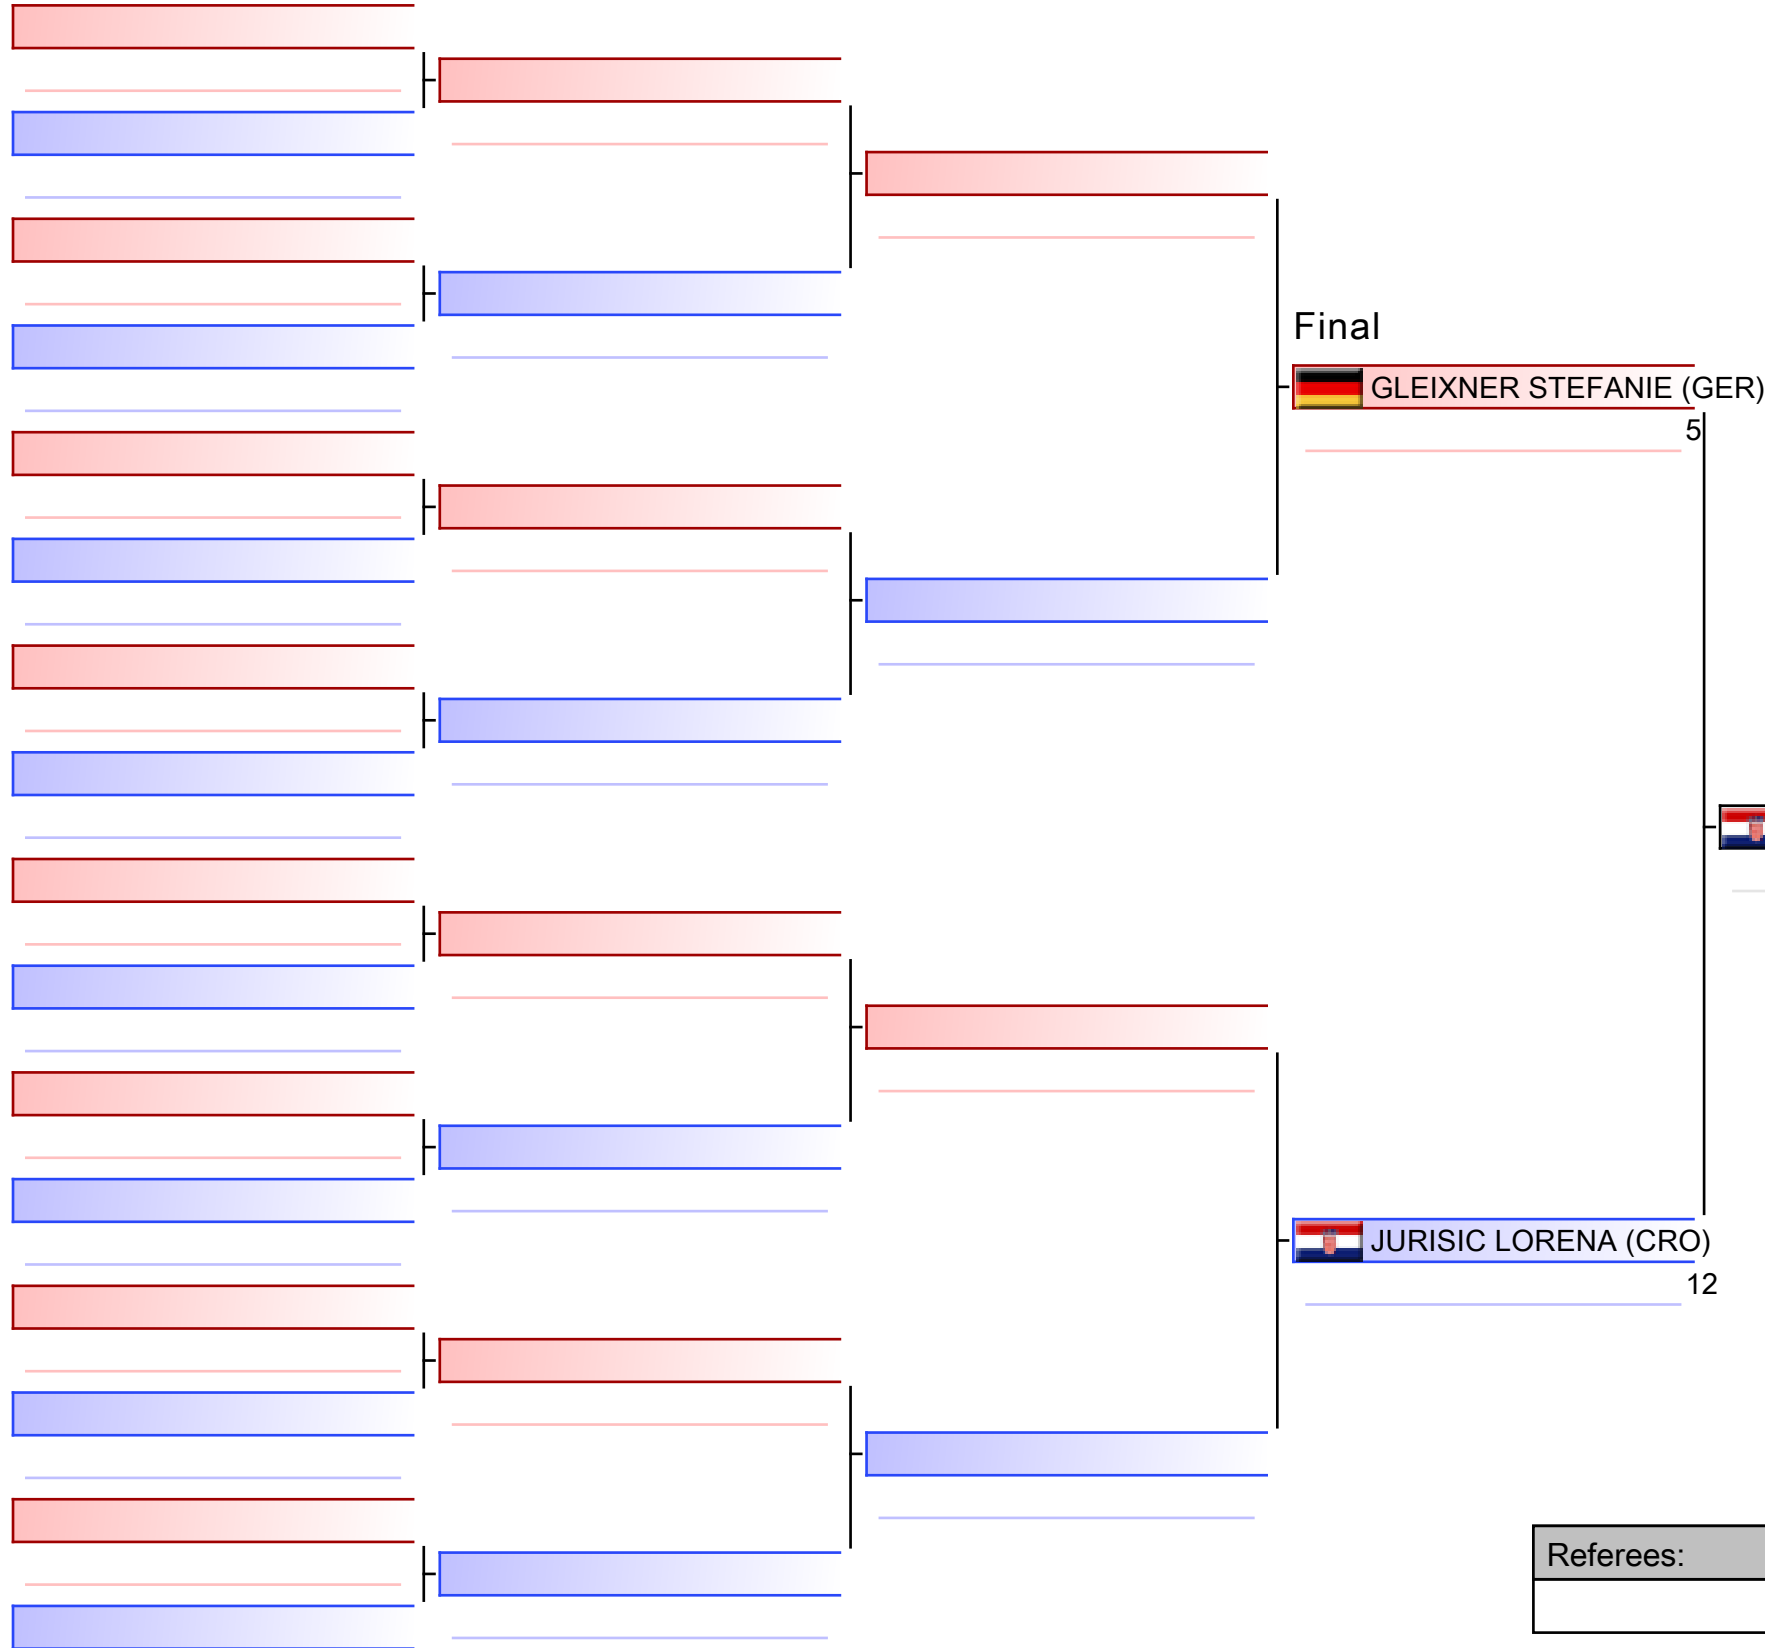 Final
GLEIXNER STEFANIE (GER)
5
JURISIC LORENA (CRO)
12
Referees: